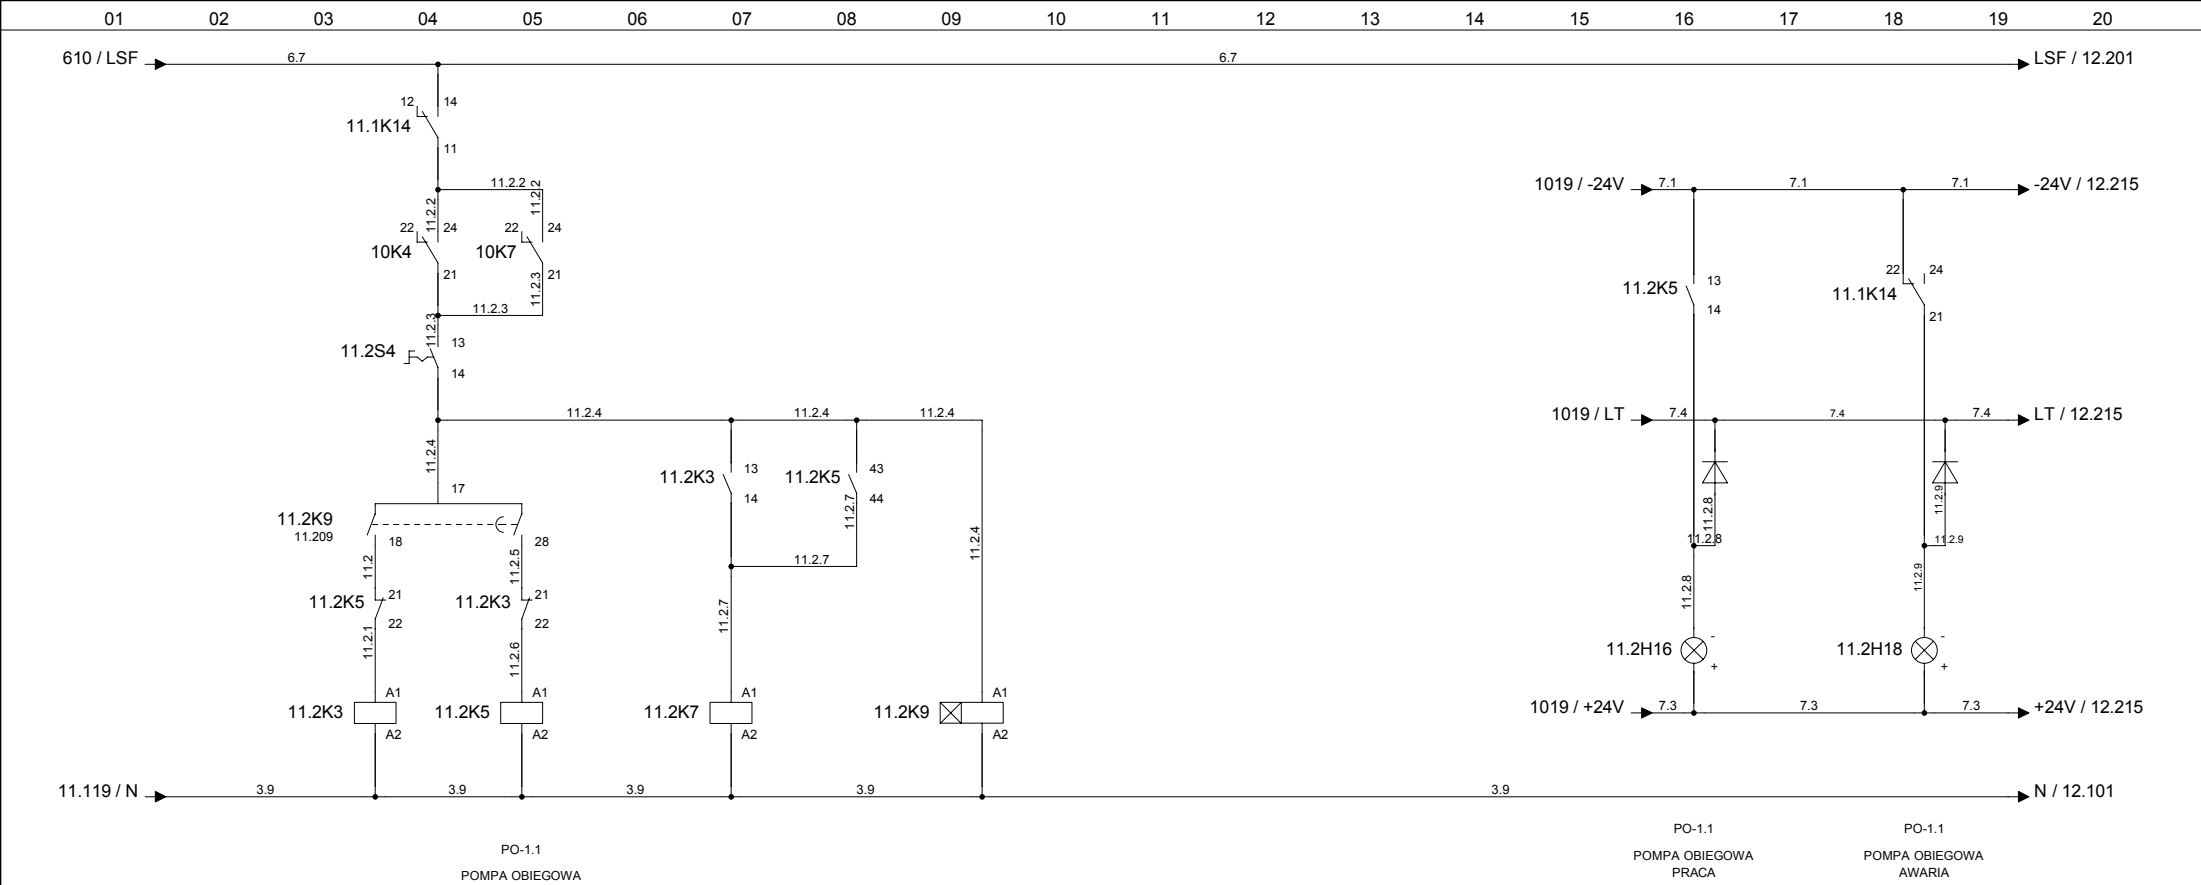 01 02 03 04 05 06 07 08 09 10 11 12 13 14 15 16 17 18 19 20
610 / LSF 6.7 6.7 LSF / 12.201
12 14
11.1K14
11
1019 / -24V 7.1 7.1 7.1 -24V / 12.215
11.2.2 11.2.2
11.2.2
22 24 22 24
10K4 10K7
21 21
11.2.3
11.2.3
11.2.3
11.2S4
13
14
11.2K5
13
14
22 24
11.1K14
21
11.2.4 11.2.4 11.2.4
1019 / LT 7.4 7.4 7.4 LT / 12.215
11.2.4
17
11.2K3
13
14
11.2K5
43
44
11.2.7
11.2.7
11.2.4
11.2K9
11.209
18 28
11.2 11.2.5
11.2K5
21
22
11.2K3
21
22
11.2.1 11.2.6
11.2.7
11.2.8
11.2.8
11.2.8
11.2.9
11.2.9
11.2.9
11.2H16
-
+
11.2H18
-
+
11.2K3
A1
A2
11.2K5
A1
A2
11.2K7
A1
A2
11.2K9
A1
A2
1019 / +24V 7.3 7.3 7.3 +24V / 12.215
11.119 / N 3.9 3.9 3.9 3.9 3.9 N / 12.101
PO-1.1
POMPA OBIEGOWA
PO-1.1
POMPA OBIEGOWA
PRACA
PO-1.1
POMPA OBIEGOWA
AWARIA